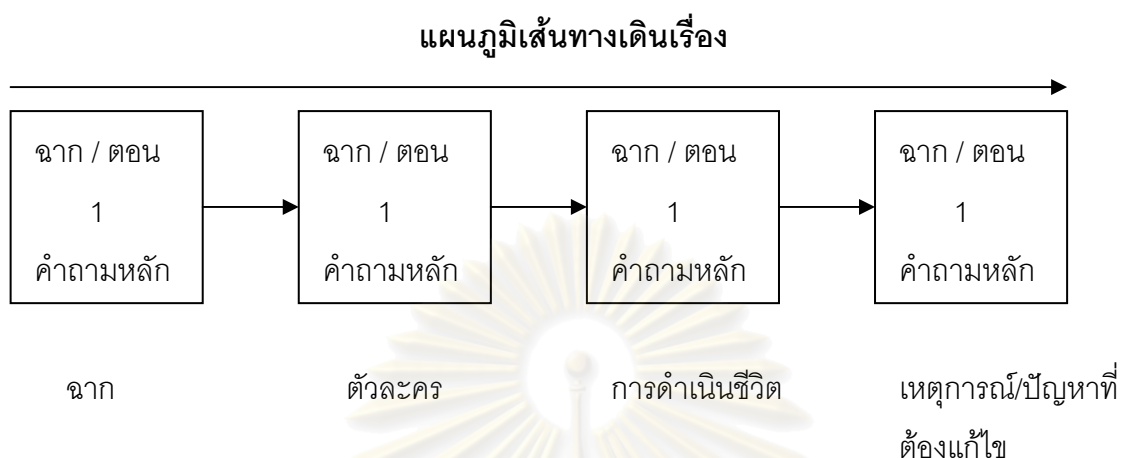 แผนภูมิเส้นทางเดินเรื่อง
ฉาก / ตอน
1
คำถามหลัก
ฉาก / ตอน
1
คำถามหลัก
ฉาก / ตอน
1
คำถามหลัก
ฉาก / ตอน
1
คำถามหลัก
ฉาก
ตัวละคร
การดำเนินชีวิต
เหตุการณ์/ปัญหาที่
ต้องแก้ไข